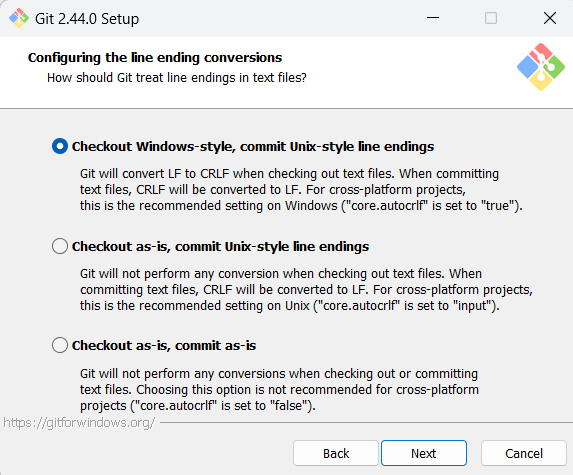 Git 2.44.0 Setup
Configuring the line ending conversions
How should Git treat line endings in text files?
Checkout Windows-style, commit Unix-style line endings
Git will convert LF to CRLF when checking out text files. When committing
text files, CRLF will be converted to LF. For cross-platform projects,
this is the recommended setting on Windows ("core.autocrlf" is set to "true").
Checkout as-is, commit Unix-style line endings
Git will not perform any conversion when checking out text files. When
committing text files, CRLF will be converted to LF. For cross-platform projects,
this is the recommended setting on Unix ("core.autocrlf" is set to "input").
Checkout as-is, commit as-is
Git will not perform any conversions when checking out or committing
text files. Choosing this option is not recommended for cross-platform
projects ("core.autocrlf" is set to "false").
https://gitforwindows.org/
Back Next Cancel